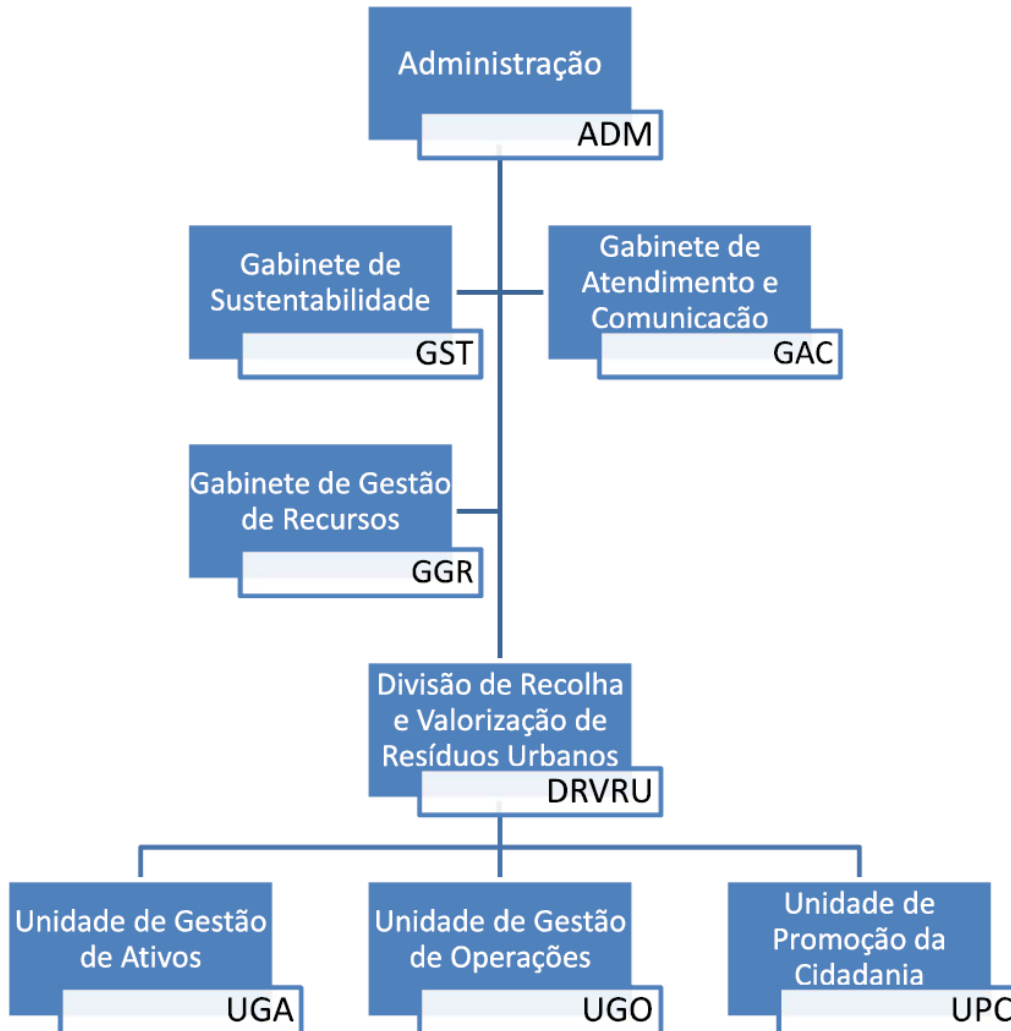 Administração
ADM
Gabinete de
Sustentabilidade
GST
Gabinete de
Atendimento e
Comunicação
GAC
Gabinete de Gestão
de Recursos
GGR
Divisão de Recolha
e Valorização de
Resíduos Urbanos
DRVRU
Unidade de Gestão
de Ativos
UGA
Unidade de Gestão
de Operações
UGO
Unidade de
Promoção da
Cidadania
UPC